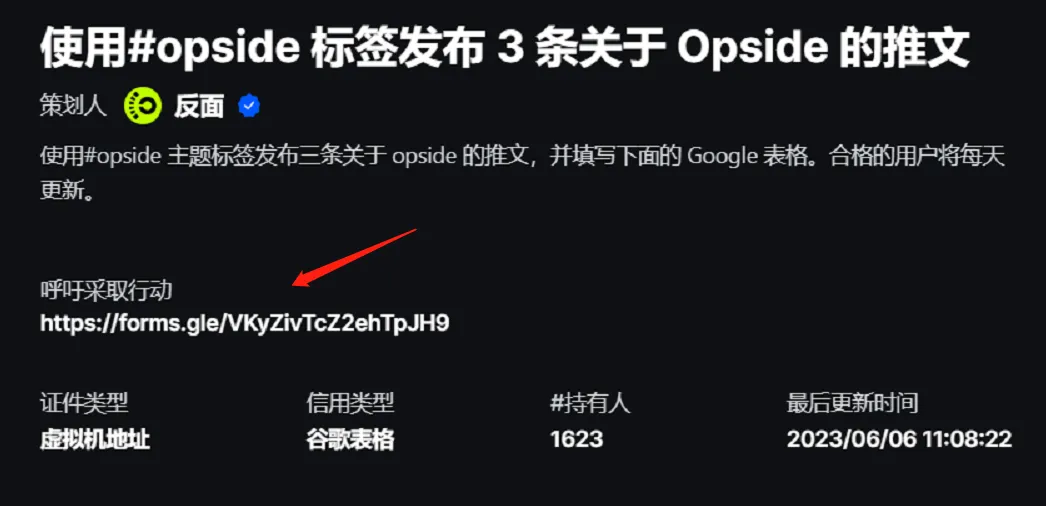 使用#opside 标签发布 3 条关于 Opside 的推文
策划人 反面
使用#opside 主题标签发布三条关于 opside 的推文，并填写下面的 Google 表格。合格的用户将每天
更新。
呼吁采取行动
https://forms.gle/VKyZivTcZ2ehTpJH9
证件类型 信用类型 #持有人 最后更新时间
虚拟机地址 谷歌表格 1623 2023/06/06 11:08:22